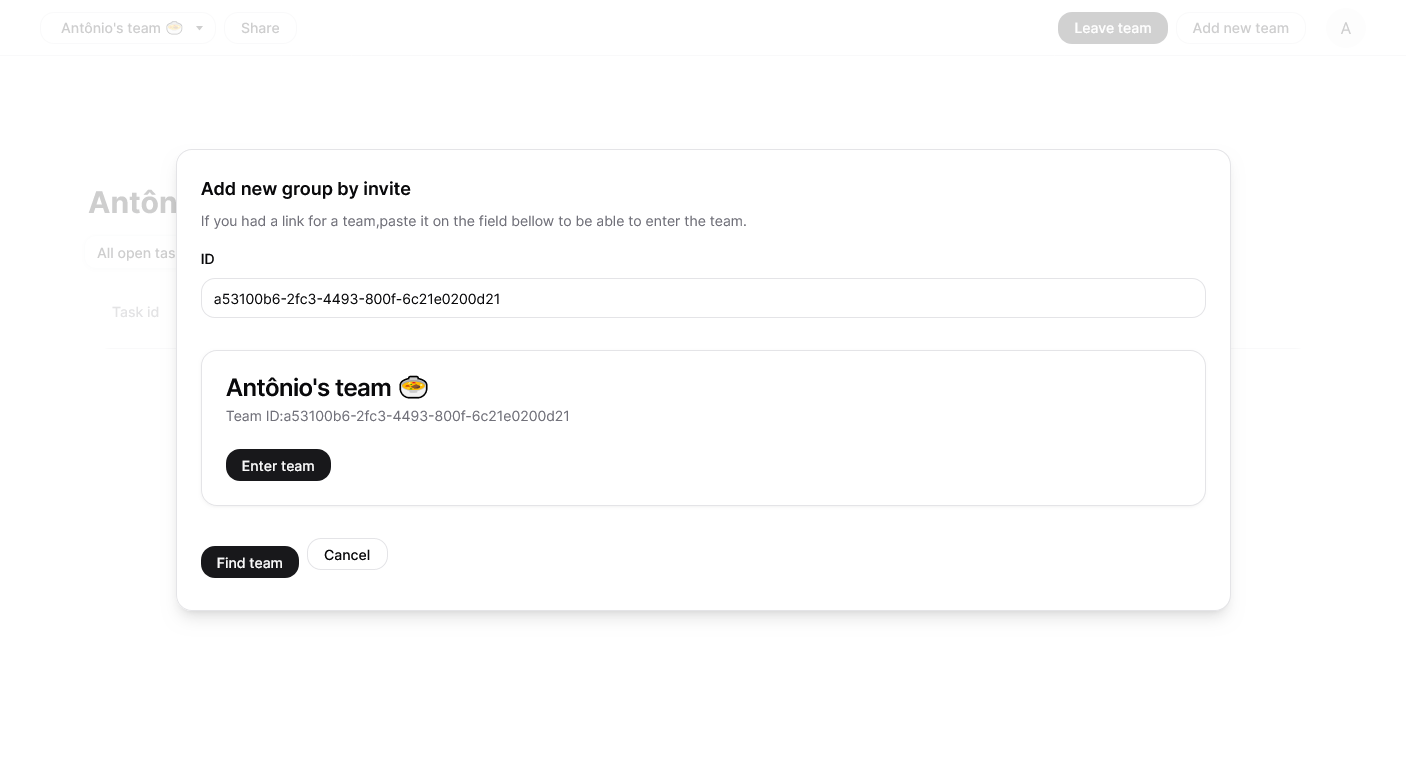 Antônio's team 🍲 Share Leave team Add new team A
Antôn
All open tas
Task id
Add new group by invite
If you had a link for a team,paste it on the field bellow to be able to enter the team.
ID
a53100b6-2fc3-4493-800f-6c21e0200d21
Antônio's team 🍲
Team ID:a53100b6-2fc3-4493-800f-6c21e0200d21
Enter team
Find team Cancel